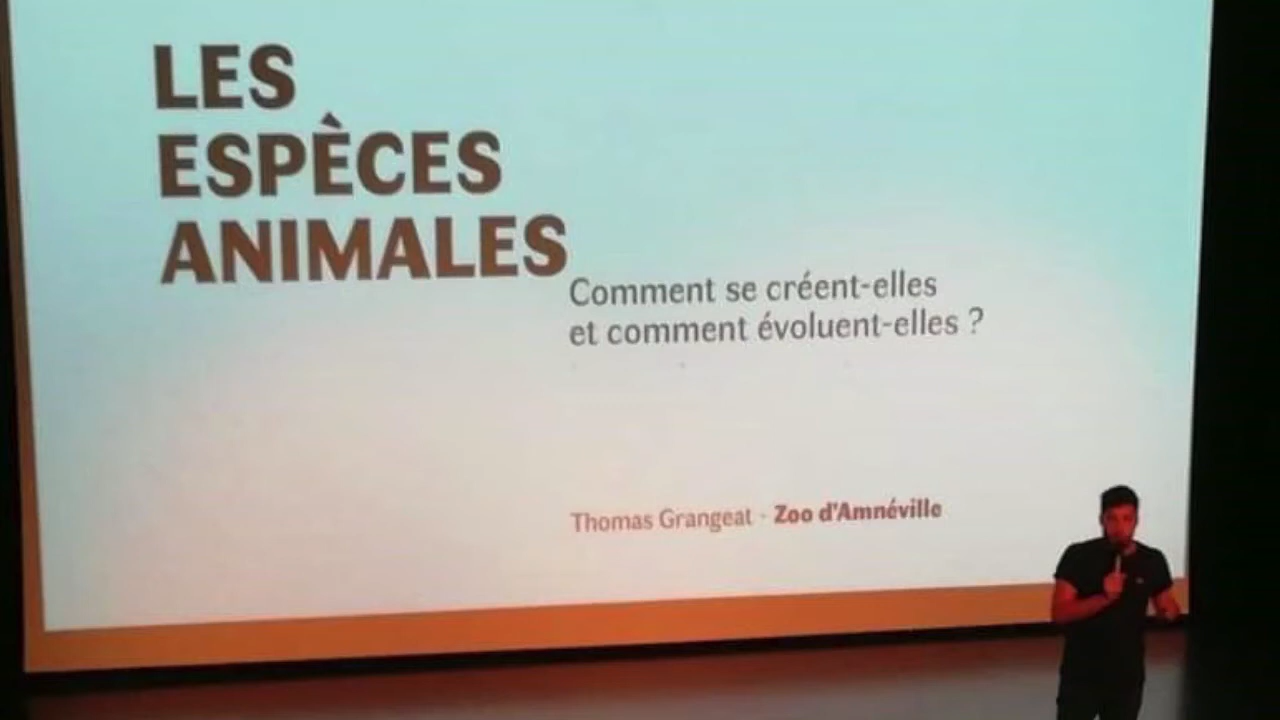 LES
ESPÈCES
ANIMALES
Comment se créent-elles
et comment évoluent-elles ?
Thomas Grangeat - Zoo d'Amnéville